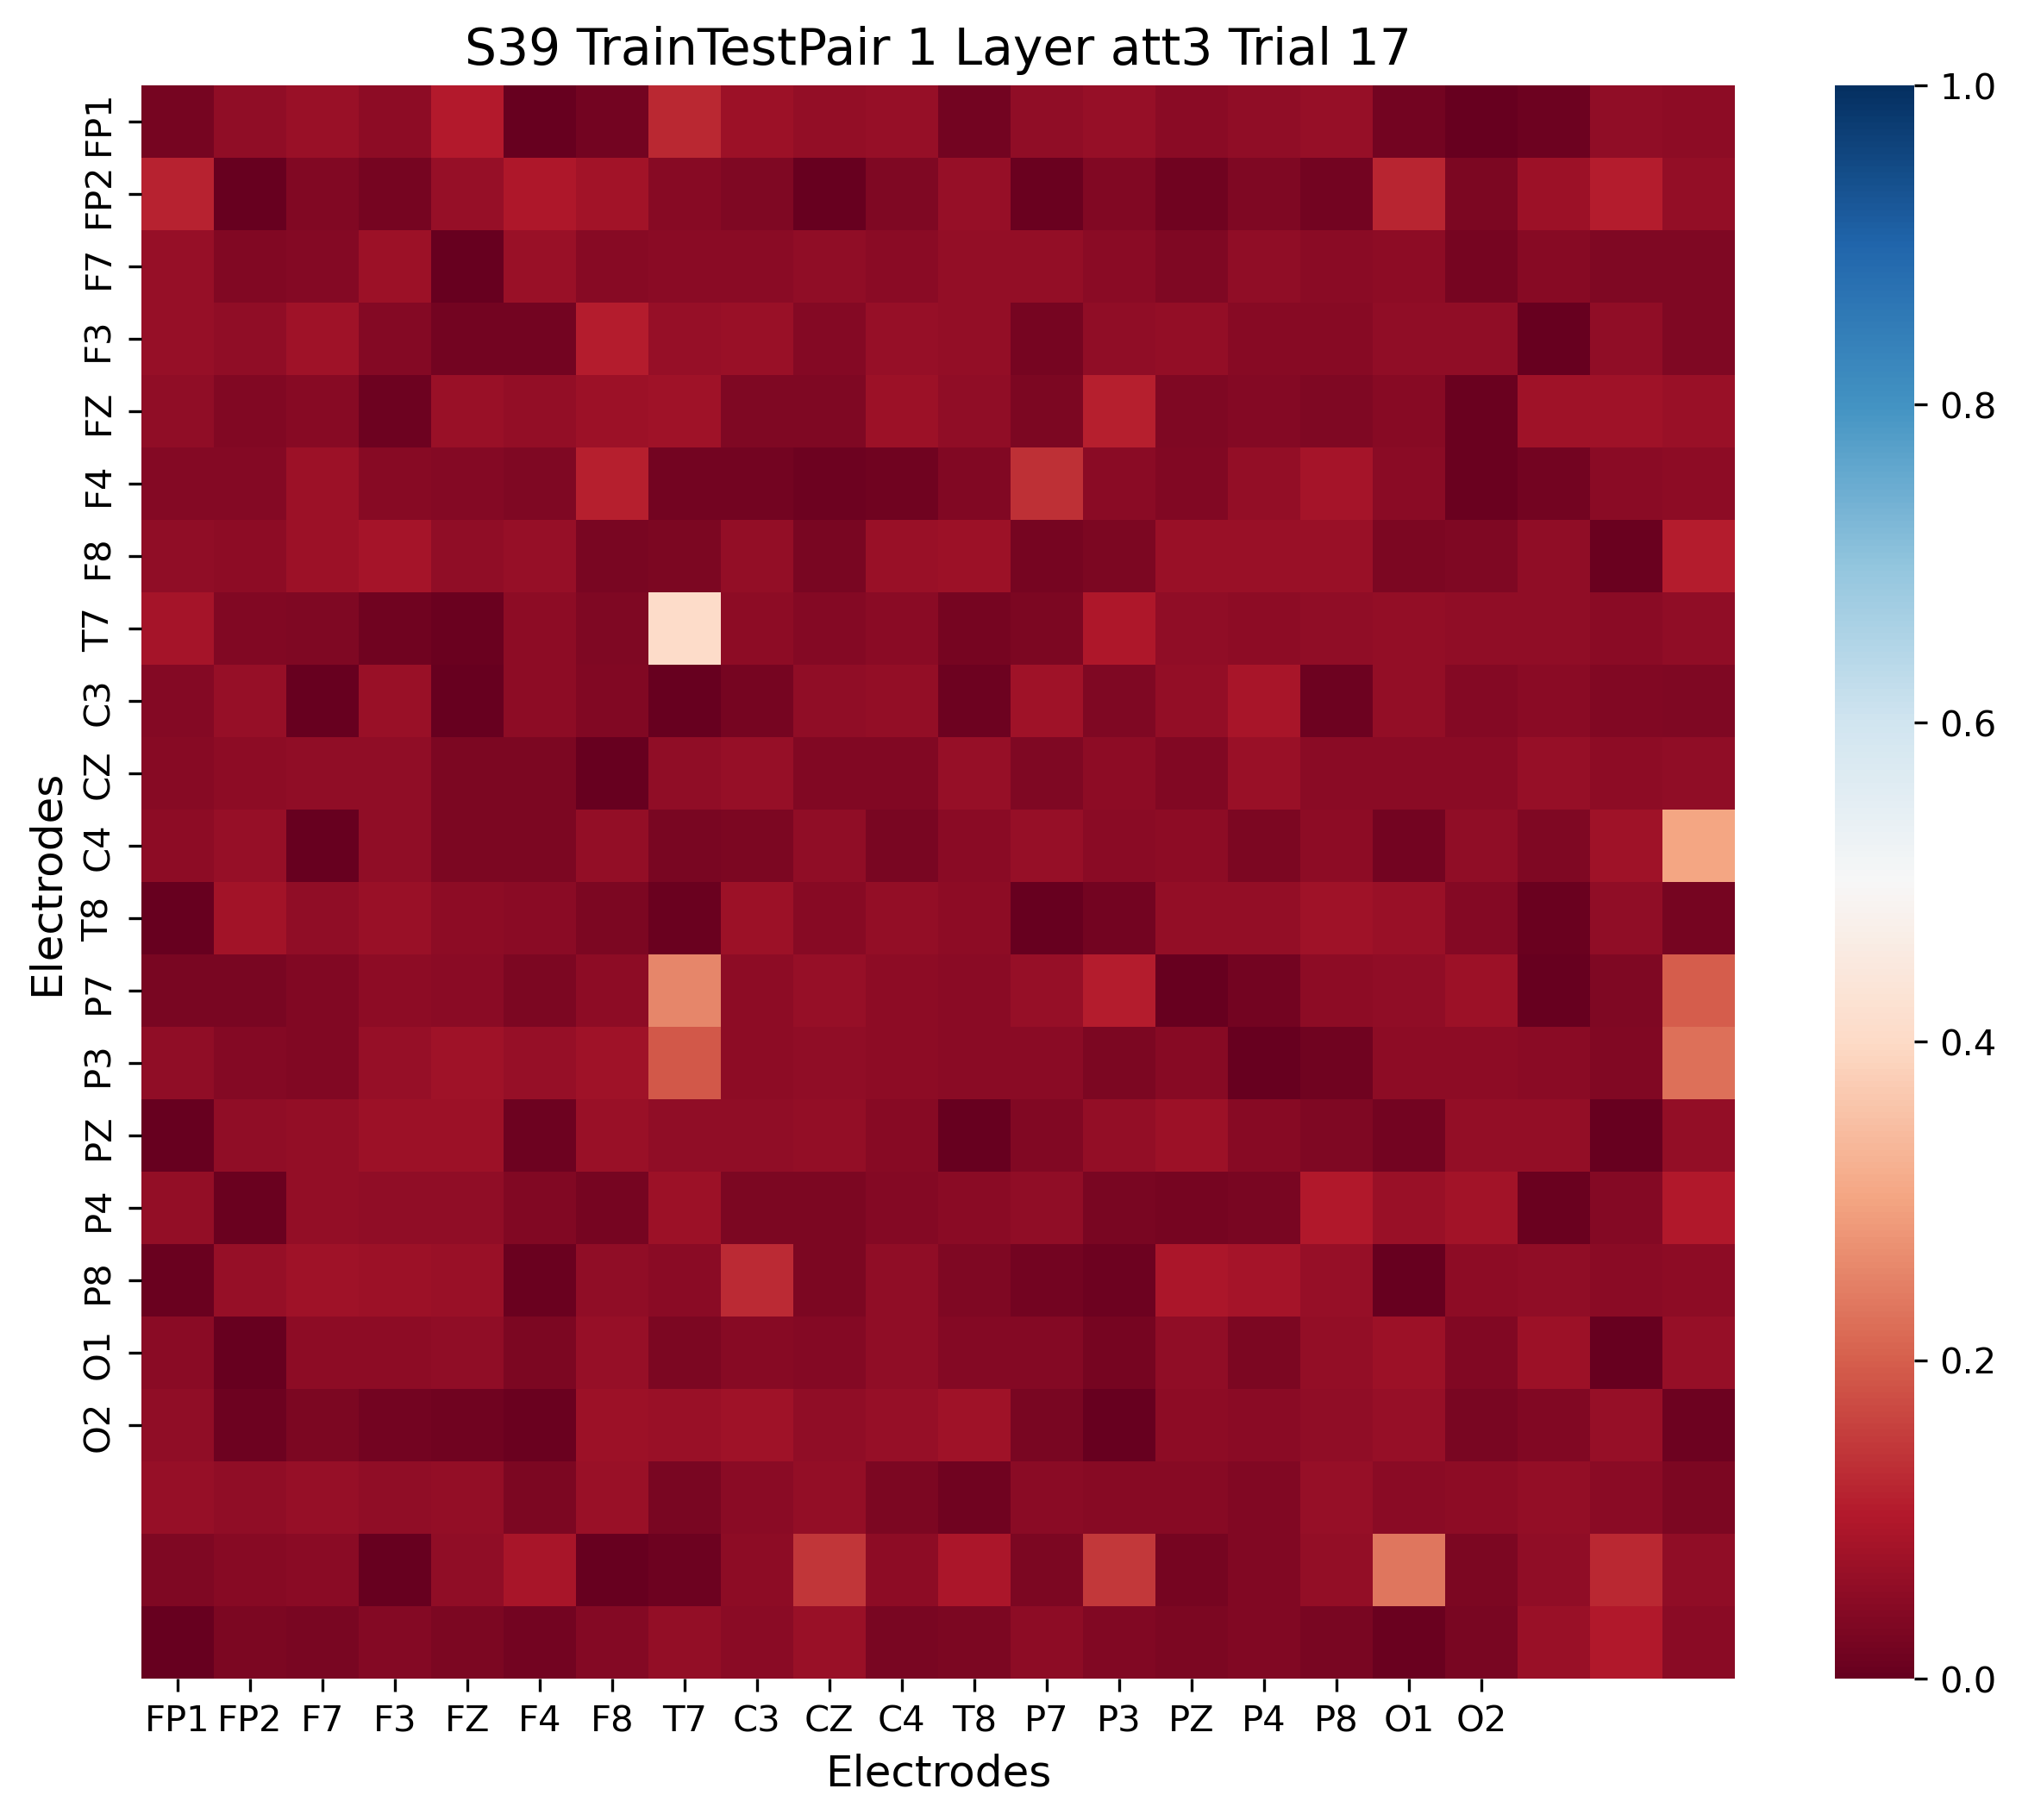 S39 TrainTestPair 1 Layer att3 Trial 17
Electrodes
FP1
FP2
F7
F3
FZ
F4
F8
T7
C3
CZ
C4
T8
P7
P3
PZ
P4
P8
O1
O2
FP1 FP2 F7 F3 FZ F4 F8 T7 C3 CZ C4 T8 P7 P3 PZ P4 P8 O1 O2
Electrodes
1.0
0.8
0.6
0.4
0.2
0.0